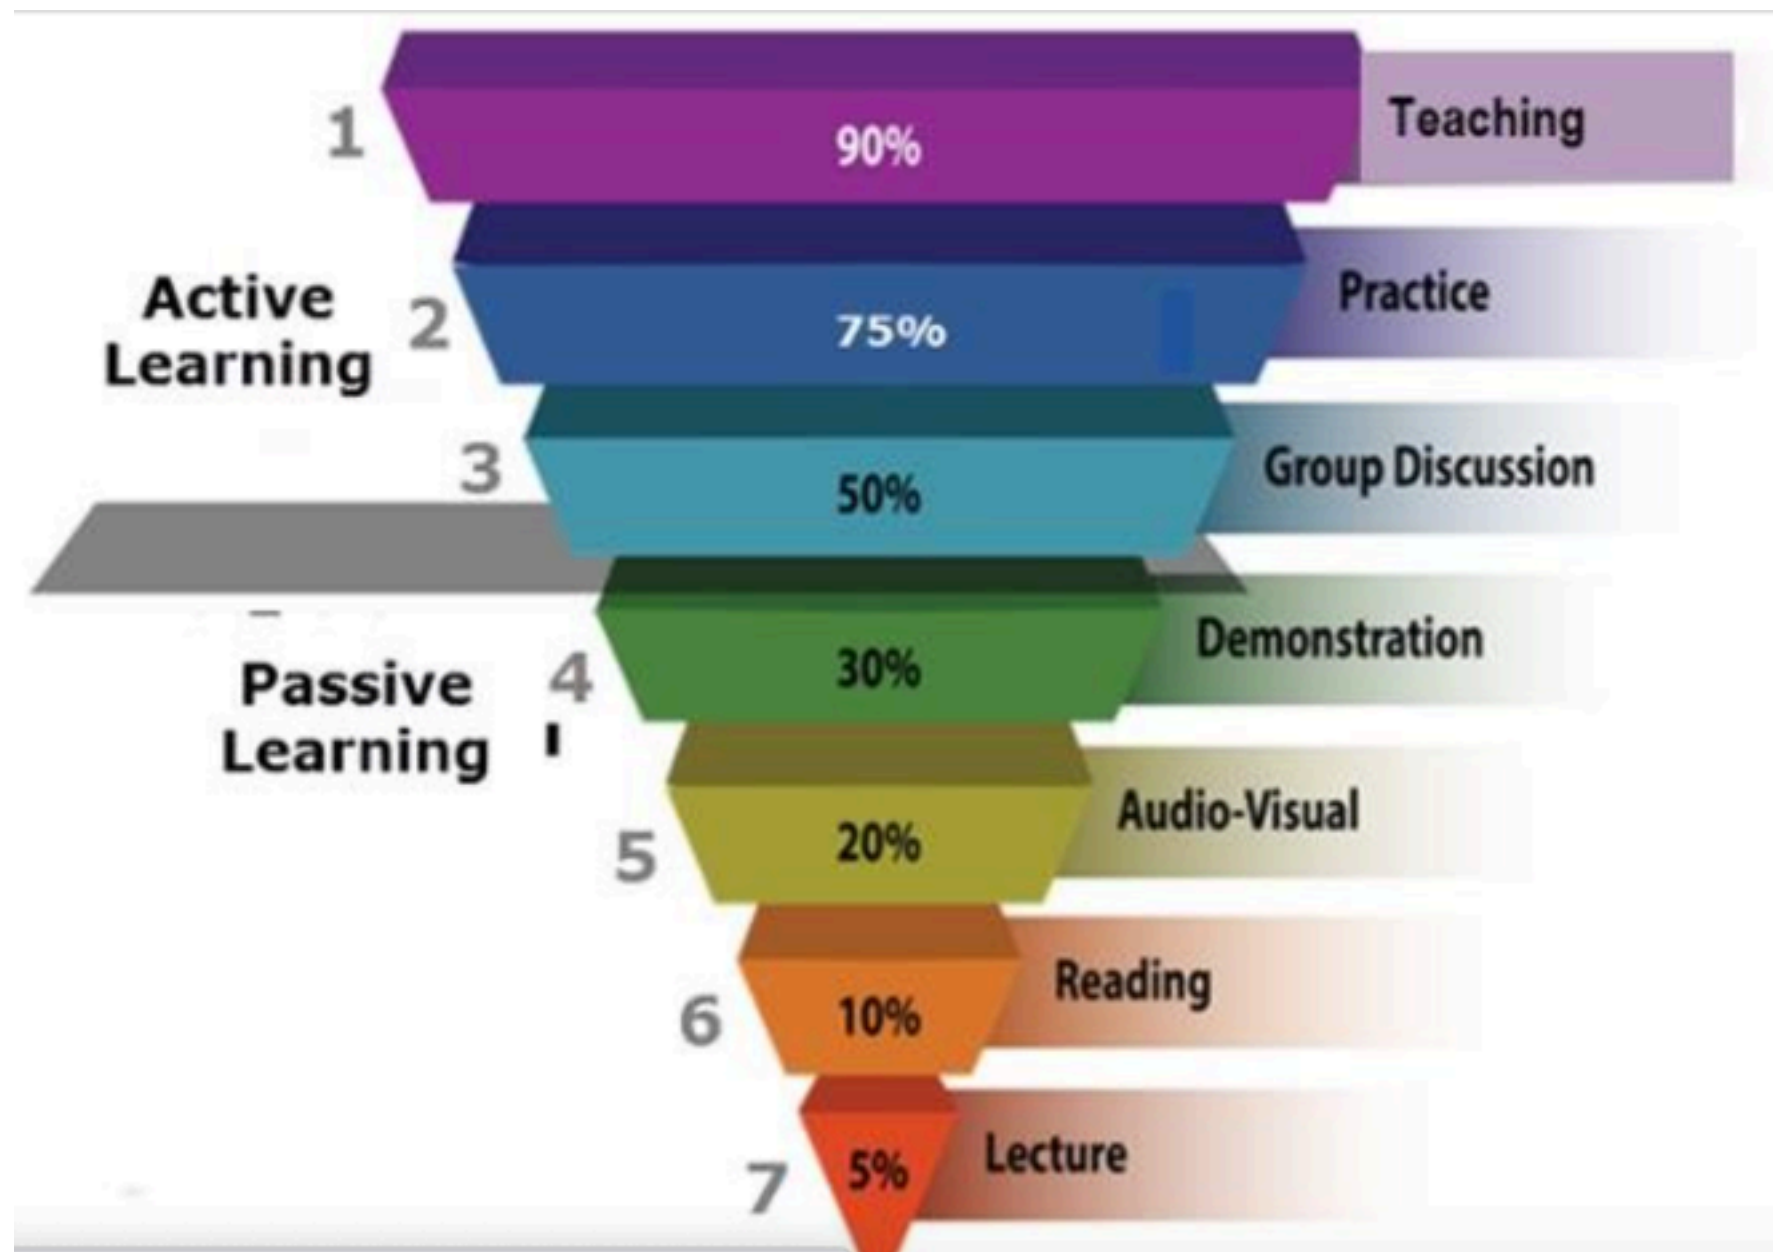 1
90%
Teaching
Active
Learning
2
75%
Practice
3
50%
Group Discussion
Passive
Learning
4
30%
Demonstration
5
20%
Audio-Visual
6
10%
Reading
7
5%
Lecture